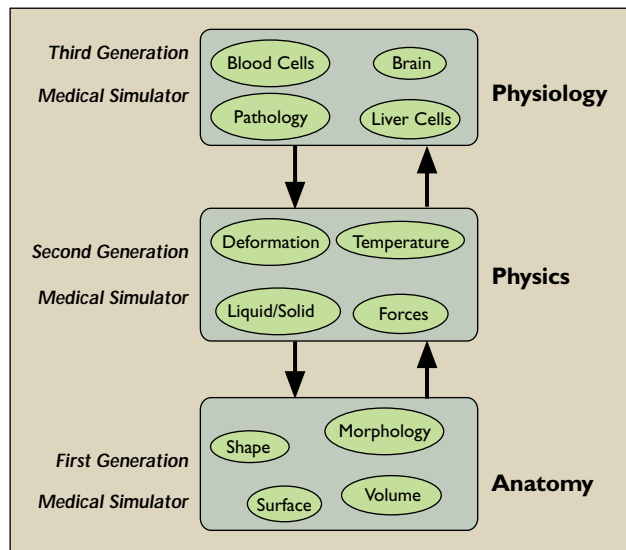 Third Generation
Medical Simulator
Blood Cells
Brain
Pathology
Liver Cells
Physiology
Second Generation
Medical Simulator
Deformation
Temperature
Liquid/Solid
Forces
Physics
First Generation
Medical Simulator
Shape
Morphology
Surface
Volume
Anatomy